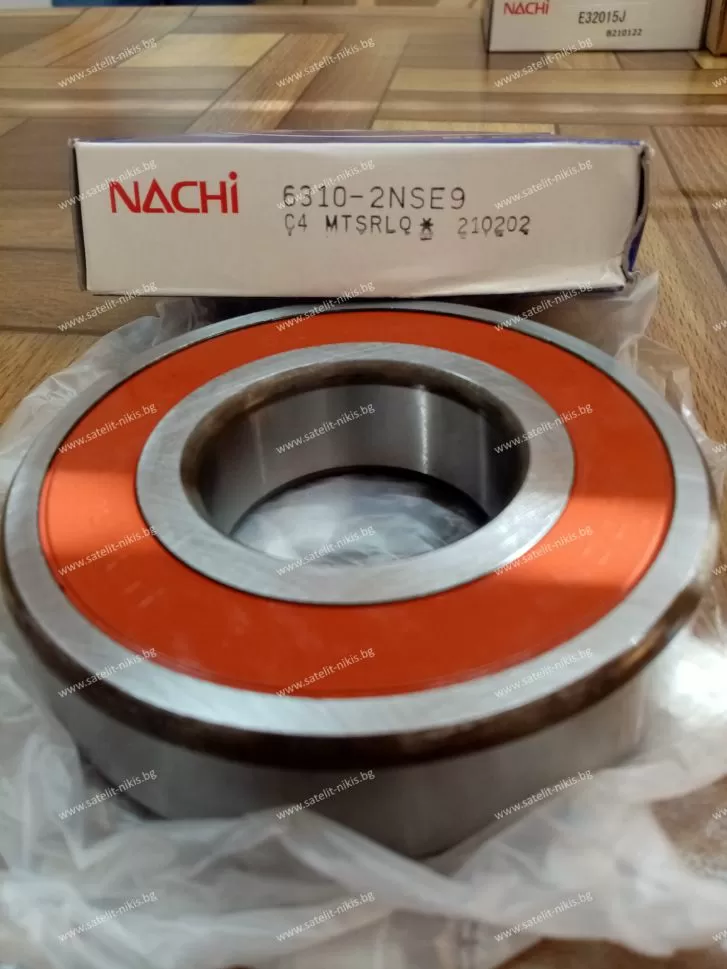 NACHi
E32015J
B210122
NACHi
6310-2NSE9
C4 MTSRLQ * 210202
www.satelit-nikis.bg